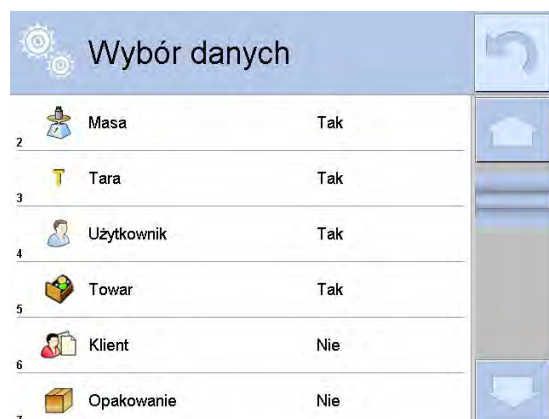 Wybór danych
Masa Tak
2
Tara Tak
3
Użytkownik Tak
4
Towar Tak
5
Klient Nie
6
Opakowanie Nie